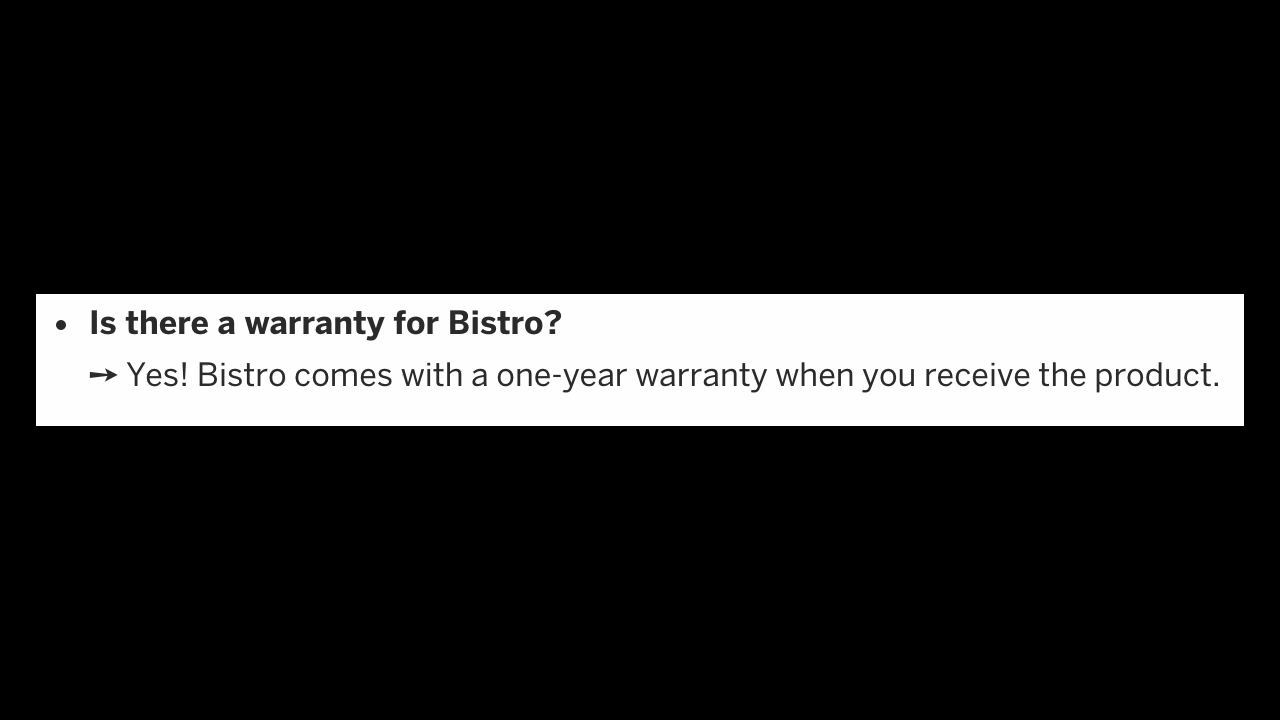 • Is there a warranty for Bistro?
➙ Yes! Bistro comes with a one-year warranty when you receive the product.